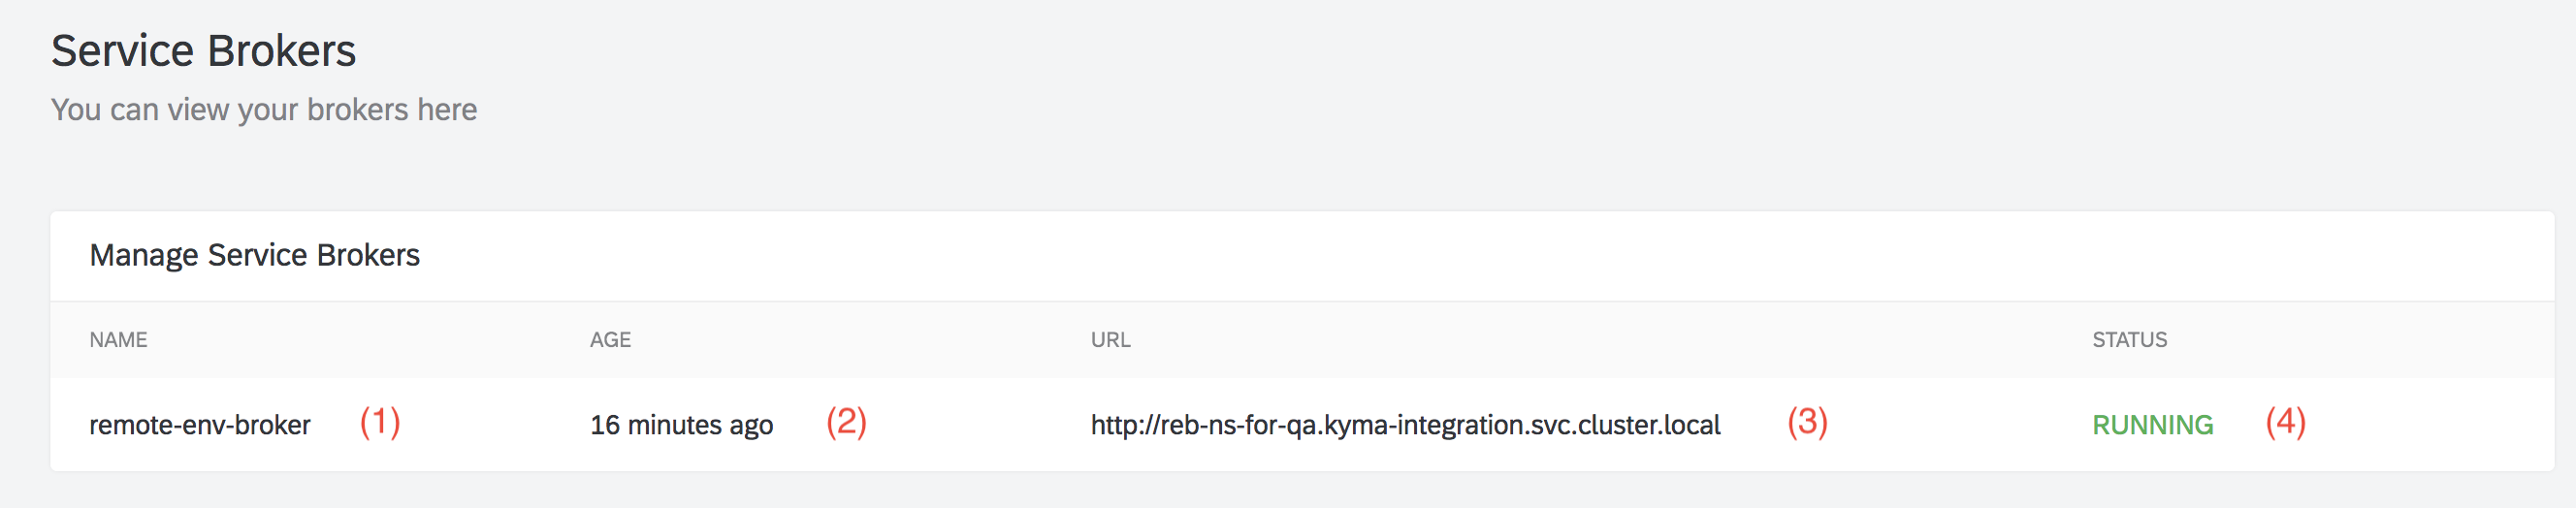 Service Brokers
You can view your brokers here
Manage Service Brokers
NAME AGE URL STATUS
remote-env-broker (1) 16 minutes ago (2) http://reb-ns-for-qa.kyma-integration.svc.cluster.local (3) RUNNING (4)